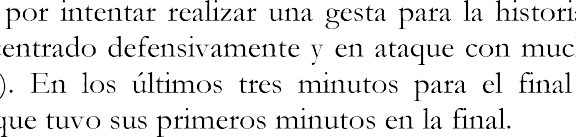 por intentar realizar una gesta para la histori
entrado defensivamente y en ataque con muc
). En los últimos tres minutos para el final
que tuvo sus primeros minutos en la final.